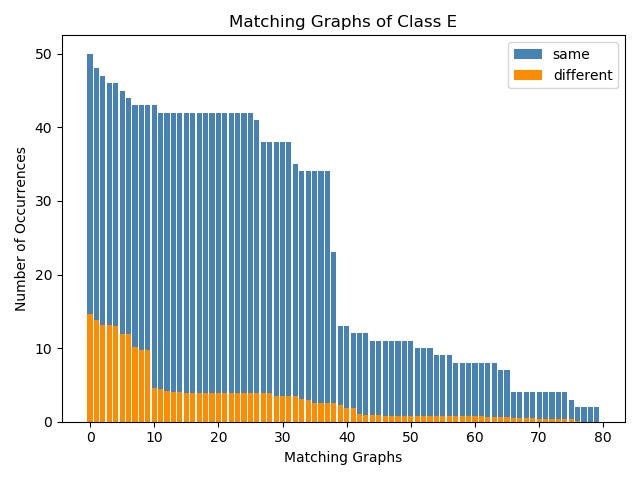 Matching Graphs of Class E
same
different
Number of Occurrences
50
40
30
20
10
0
0 10 20 30 40 50 60 70 80
Matching Graphs